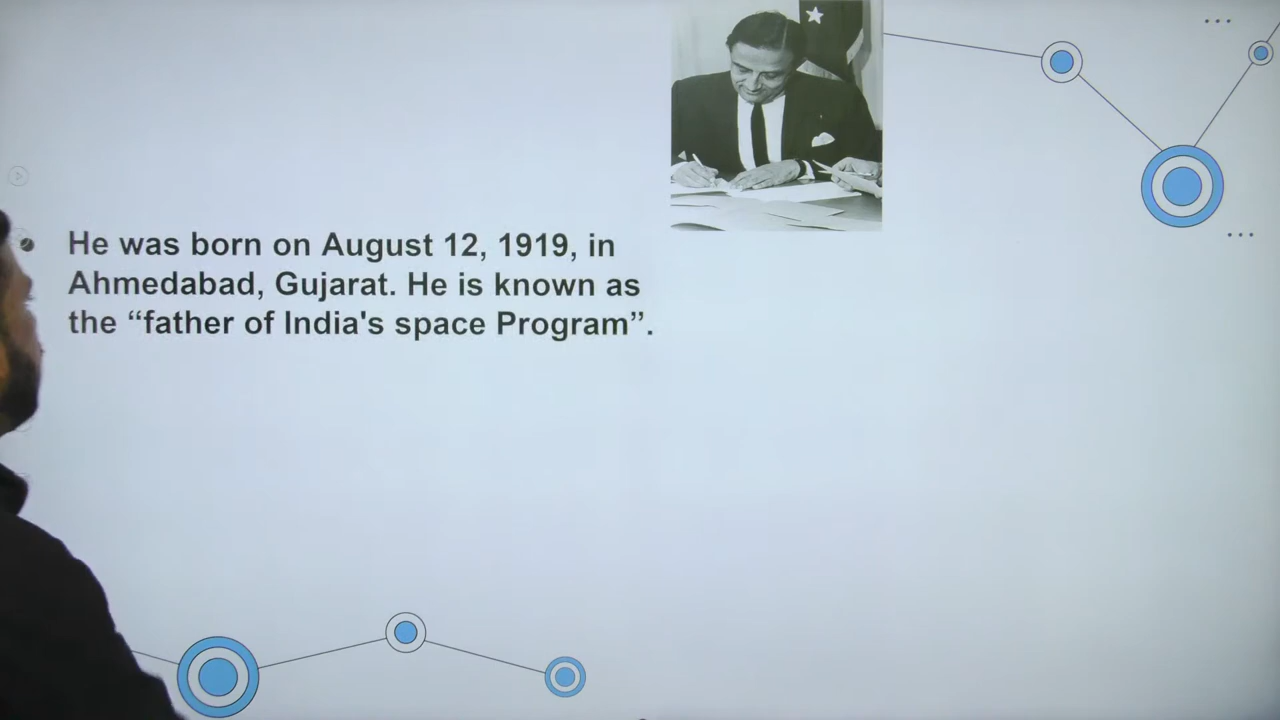 He was born on August 12, 1919, in
Ahmedabad, Gujarat. He is known as
the “father of India's space Program”.